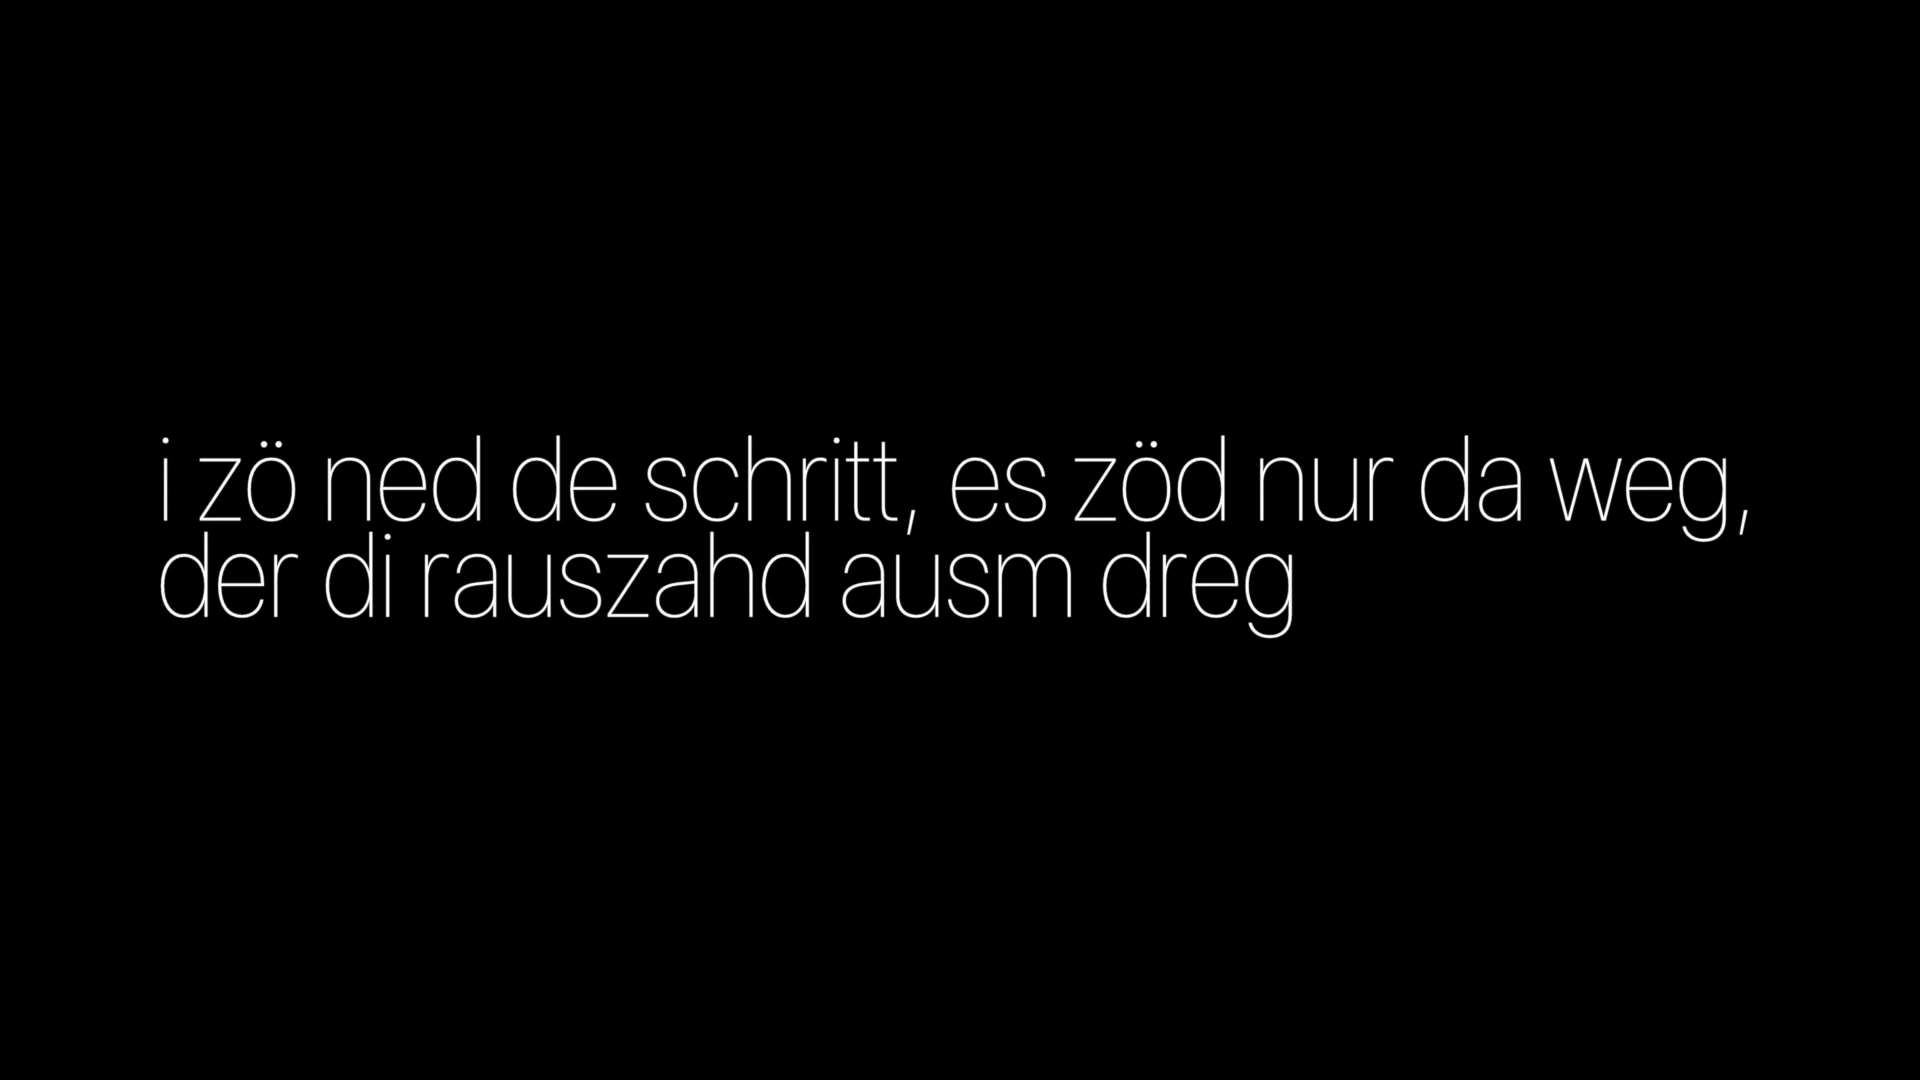 i zö ned de schritt, es zöd nur da weg,
der di rauszahd ausm dreg